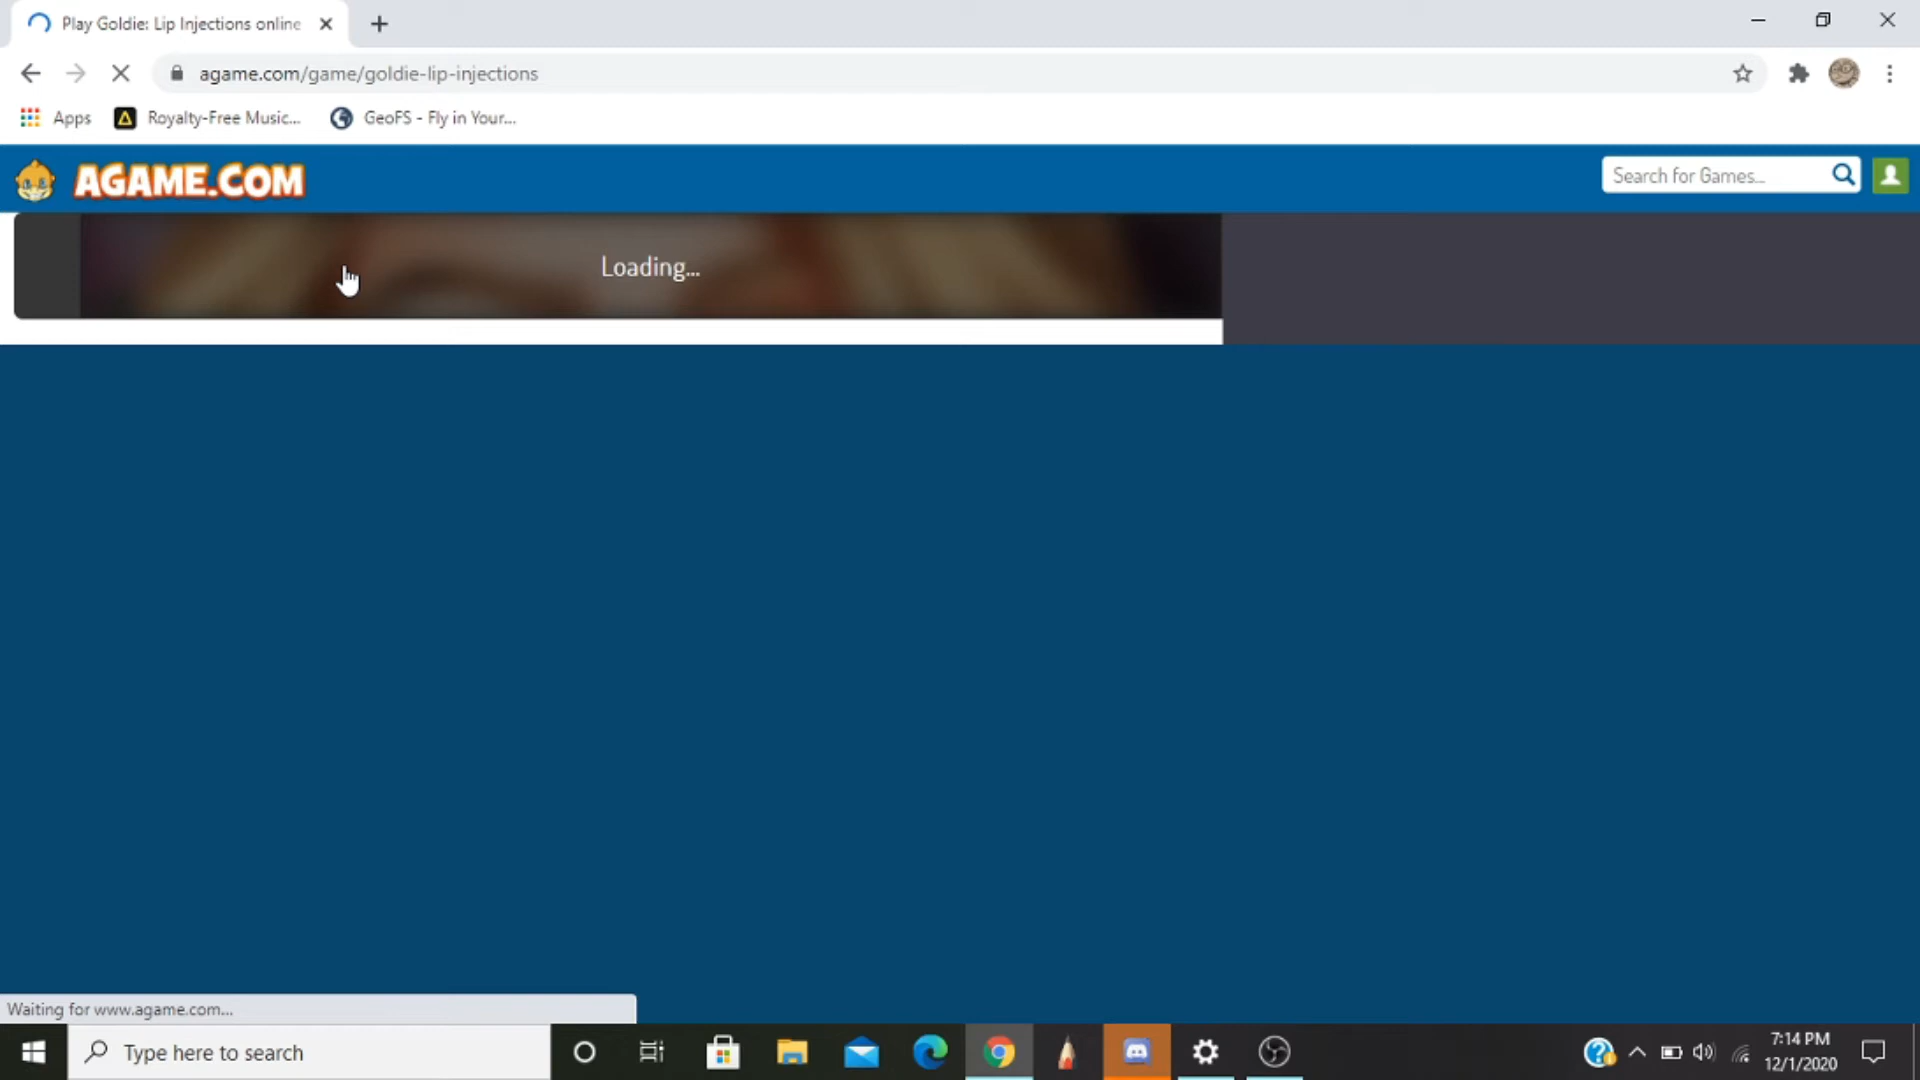 Play Goldie: Lip Injections online
agame.com/game/goldie-lip-injections
Apps Royalty-Free Music... GeoFS - Fly in Your...
AGAME.COM
Search for Games...
Loading...
Waiting for www.agame.com...
Type here to search
7:14 PM
12/1/2020